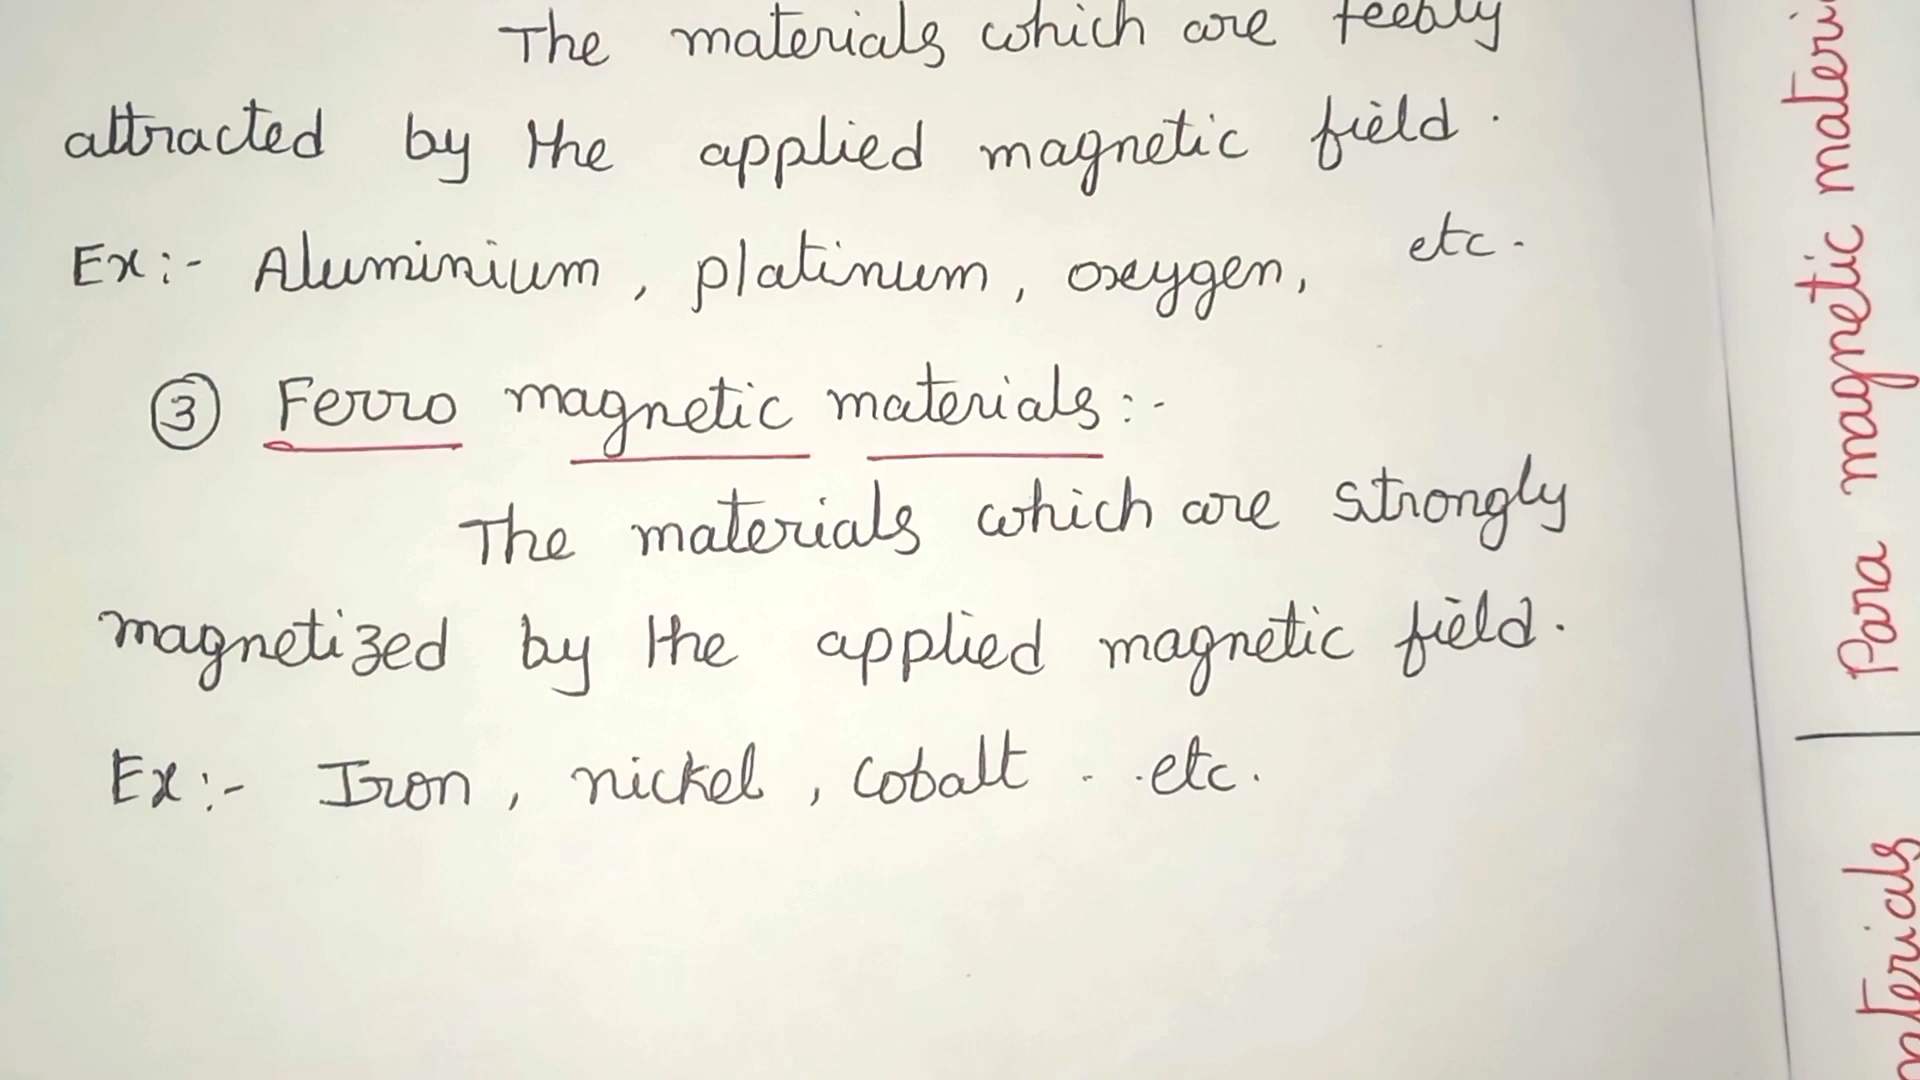 The materials which are feebly
attracted by the applied magnetic field.
Ex:- Aluminium, platinum, oxygen, etc.
③ Ferro magnetic materials:-
The materials which are strongly
magnetized by the applied magnetic field.
Ex:- Iron, nickel, cobalt . . etc.
Para magnetic